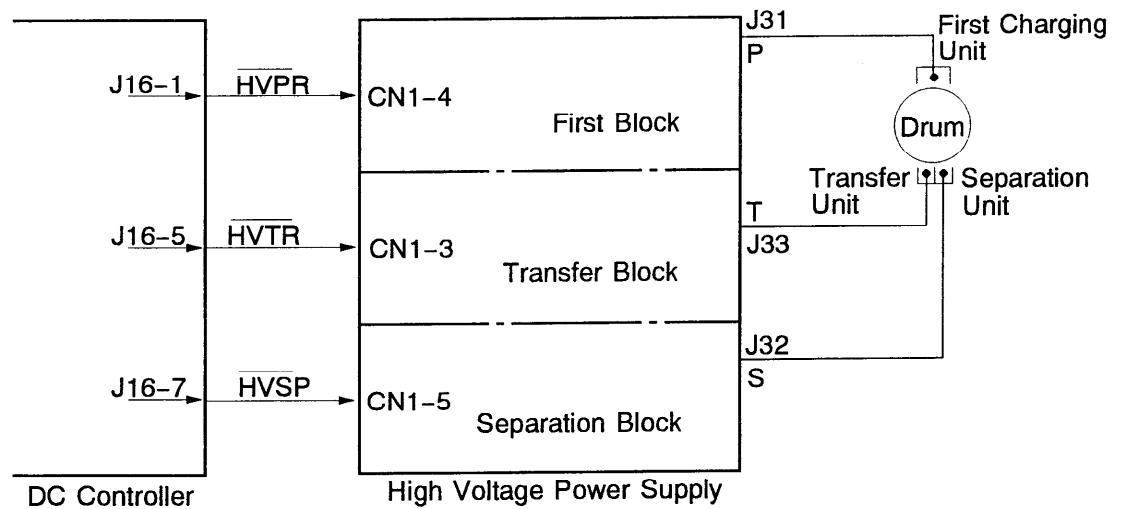 J31
P
First Charging
Unit
J16-1
HVPR
CN1-4
First Block
Drum
Transfer
Unit
Separation
Unit
T
J33
J16-5
HVTR
CN1-3
Transfer Block
J32
S
J16-7
HVSP
CN1-5
Separation Block
DC Controller
High Voltage Power Supply